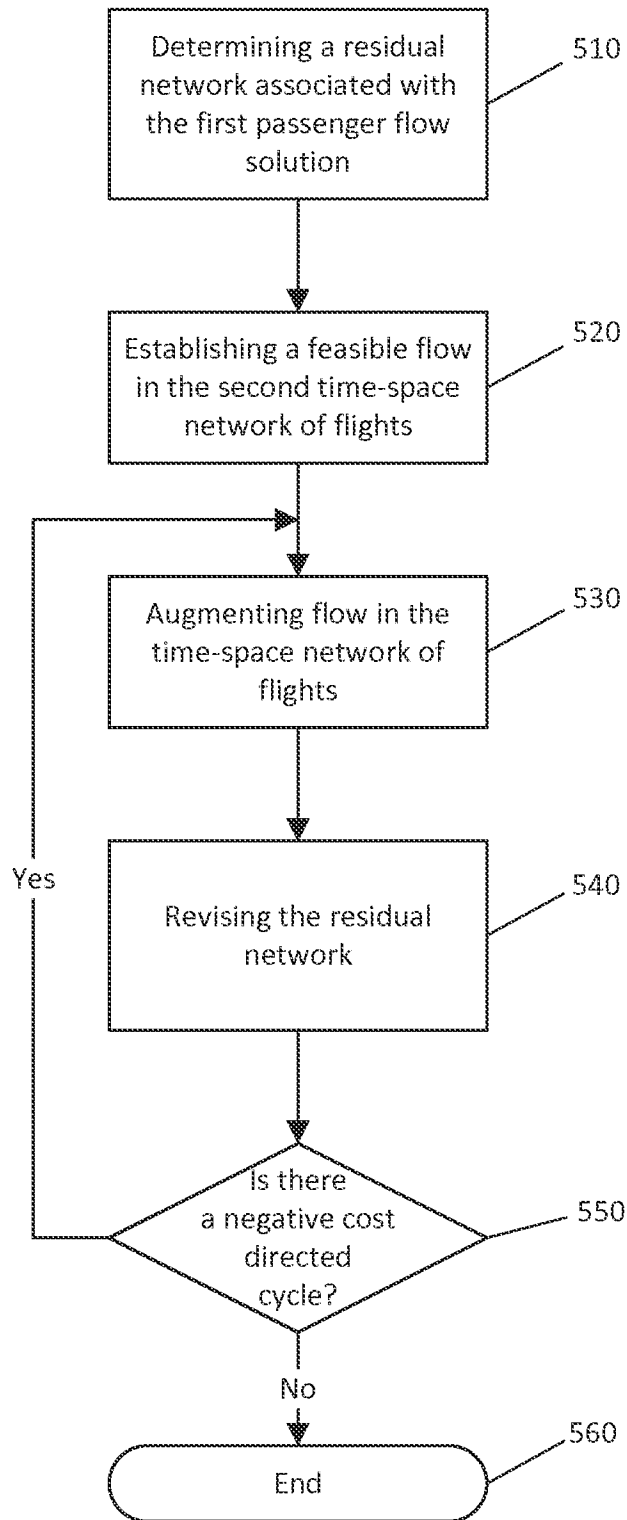 Determining a residual
network associated with
the first passenger flow
solution
510
Establishing a feasible flow
in the second time-space
network of flights
520
Augmenting flow in the
time-space network of
flights
530
Revising the residual
network
540
Yes
Is there
a negative cost
directed
cycle?
550
No
End
560